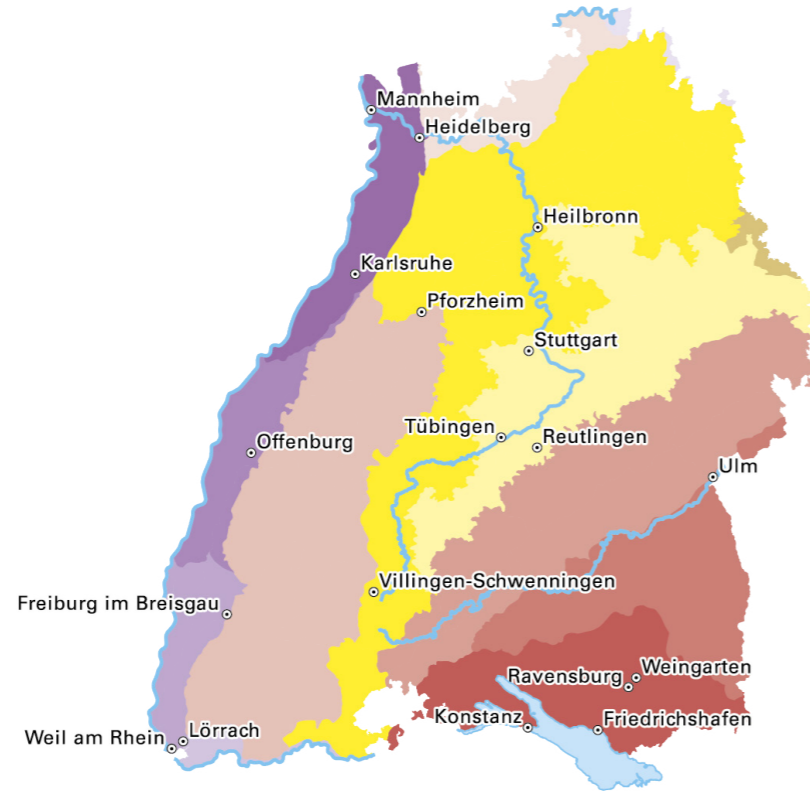 Mannheim
Heidelberg
Heilbronn
Karlsruhe
Pforzheim
Stuttgart
Tübingen
Reutlingen
Offenburg
Ulm
Villingen-Schwenningen
Freiburg im Breisgau
Weingarten
Ravensburg
Konstanz
Friedrichshafen
Lörrach
Weil am Rhein